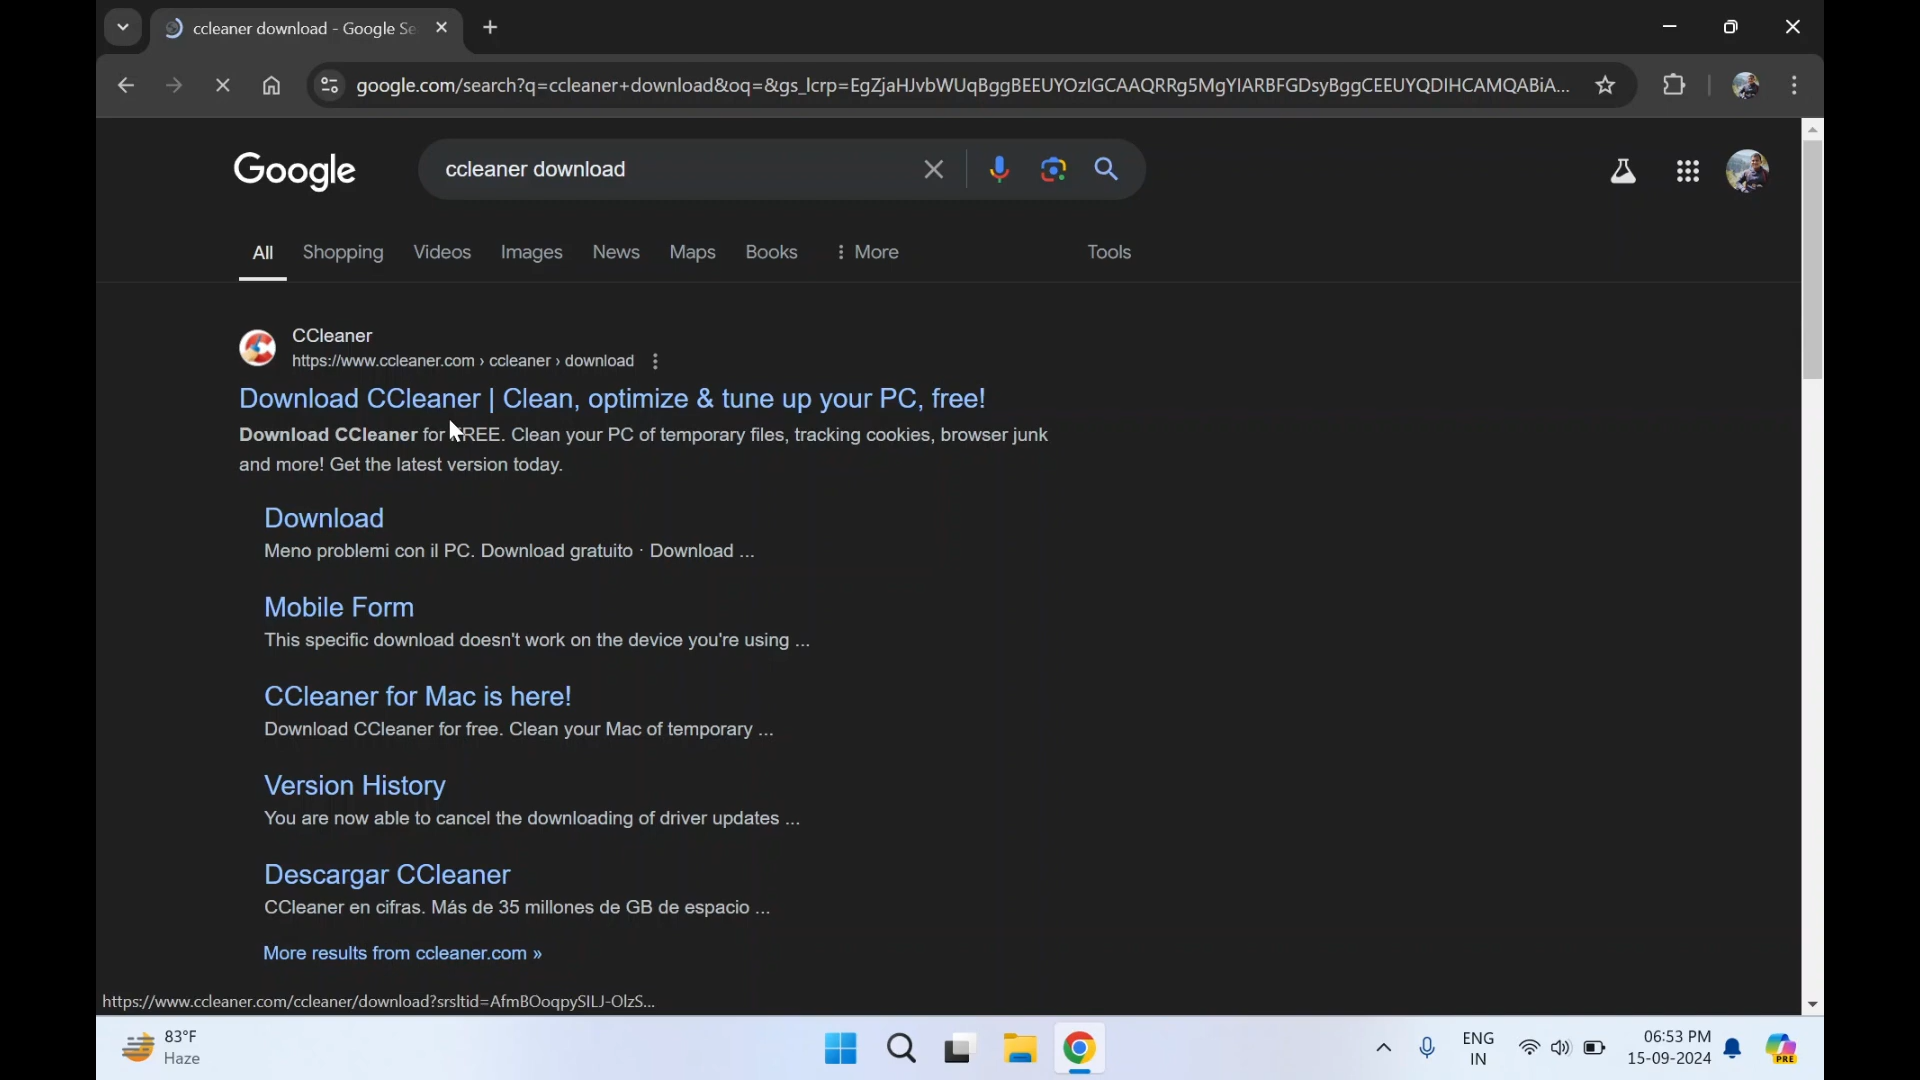 ccleaner download - Google Se
google.com/search?q=ccleaner+download&oq=&gs_lcrp=EgZjaHJvbWUqBggBEEUYOzIGCAAQRRg5MgYIARBFGDsyBggCEEUYQDIHCAMQABiA...
Google
ccleaner download
All Shopping Videos Images News Maps Books More Tools
CCleaner
https://www.ccleaner.com › ccleaner › download
Download CCleaner | Clean, optimize & tune up your PC, free!
Download CCleaner for FREE. Clean your PC of temporary files, tracking cookies, browser junk
and more! Get the latest version today.
Download
Meno problemi con il PC. Download gratuito · Download ...
Mobile Form
This specific download doesn't work on the device you're using ...
CCleaner for Mac is here!
Download CCleaner for free. Clean your Mac of temporary ...
Version History
You are now able to cancel the downloading of driver updates ...
Descargar CCleaner
CCleaner en cifras. Más de 35 millones de GB de espacio ...
More results from ccleaner.com »
https://www.ccleaner.com/ccleaner/download?srsltid=AfmBOoqpySILJ-OlzS...
83°F
Haze
ENG
IN
06:53 PM
15-09-2024
PRE